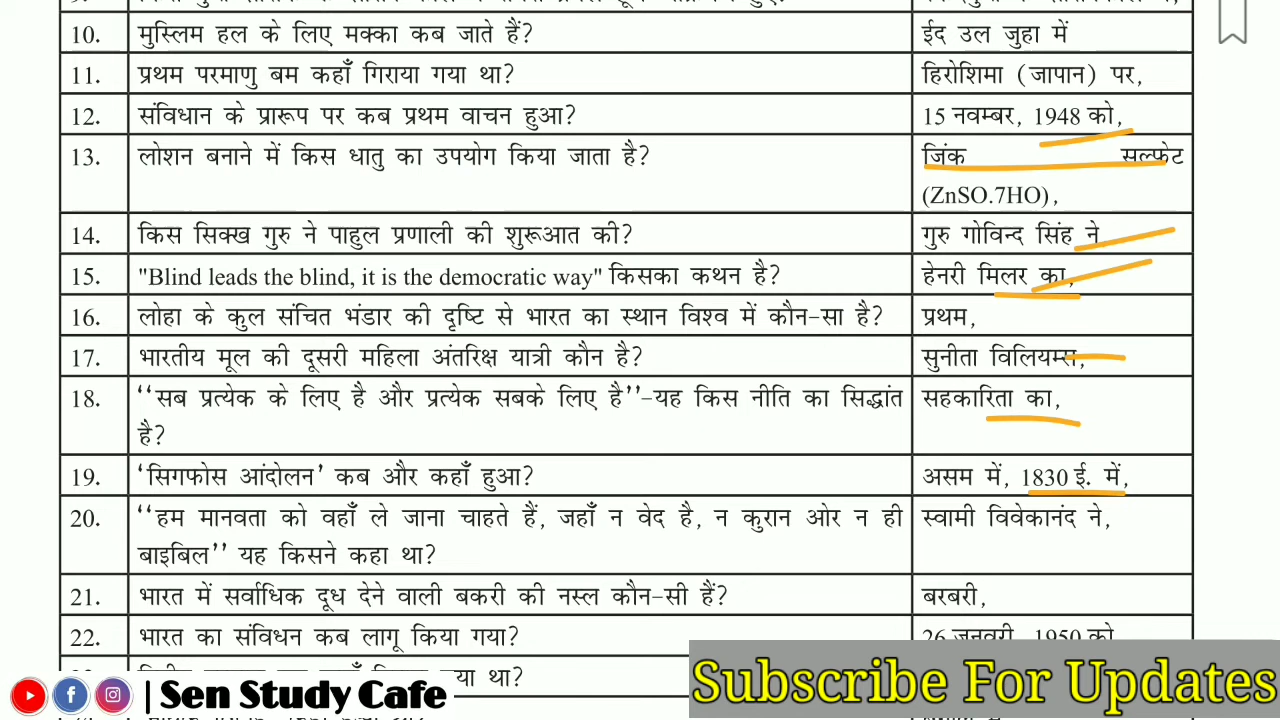 10. मुस्लिम हल के लिए मक्का कब जाते हैं? ईद उल जुहा में
11. प्रथम परमाणु बम कहाँ गिराया गया था? हिरोशिमा (जापान) पर,
12. संविधान के प्रारूप पर कब प्रथम वाचन हुआ? 15 नवम्बर, 1948 को,
13. लोशन बनाने में किस धातु का उपयोग किया जाता है? जिंक सल्फेट
(ZnSO.7HO),
14. किस सिक्ख गुरु ने पाहुल प्रणाली की शुरूआत की? गुरु गोविन्द सिंह ने
15. "Blind leads the blind, it is the democratic way" किसका कथन है? हेनरी मिलर का,
16. लोहा के कुल संचित भंडार की दृष्टि से भारत का स्थान विश्व में कौन-सा है? प्रथम,
17. भारतीय मूल की दूसरी महिला अंतरिक्ष यात्री कौन है? सुनीता विलियम्स,
18. ‘‘सब प्रत्येक के लिए है और प्रत्येक सबके लिए है’’-यह किस नीति का सिद्धांत सहकारिता का,
है?
19. ‘सिगफोस आंदोलन’ कब और कहाँ हुआ? असम में, 1830 ई. में,
20. ‘‘हम मानवता को वहाँ ले जाना चाहते हैं, जहाँ न वेद है, न कुरान ओर न ही स्वामी विवेकानंद ने,
बाइबिल’’ यह किसने कहा था?
21. भारत में सर्वाधिक दूध देने वाली बकरी की नस्ल कौन-सी हैं? बरबरी,
22. भारत का संविधन कब लागू किया गया? 26 जनवरी, 1950 को
या था?
| Sen Study Cafe
Subscribe For Updates